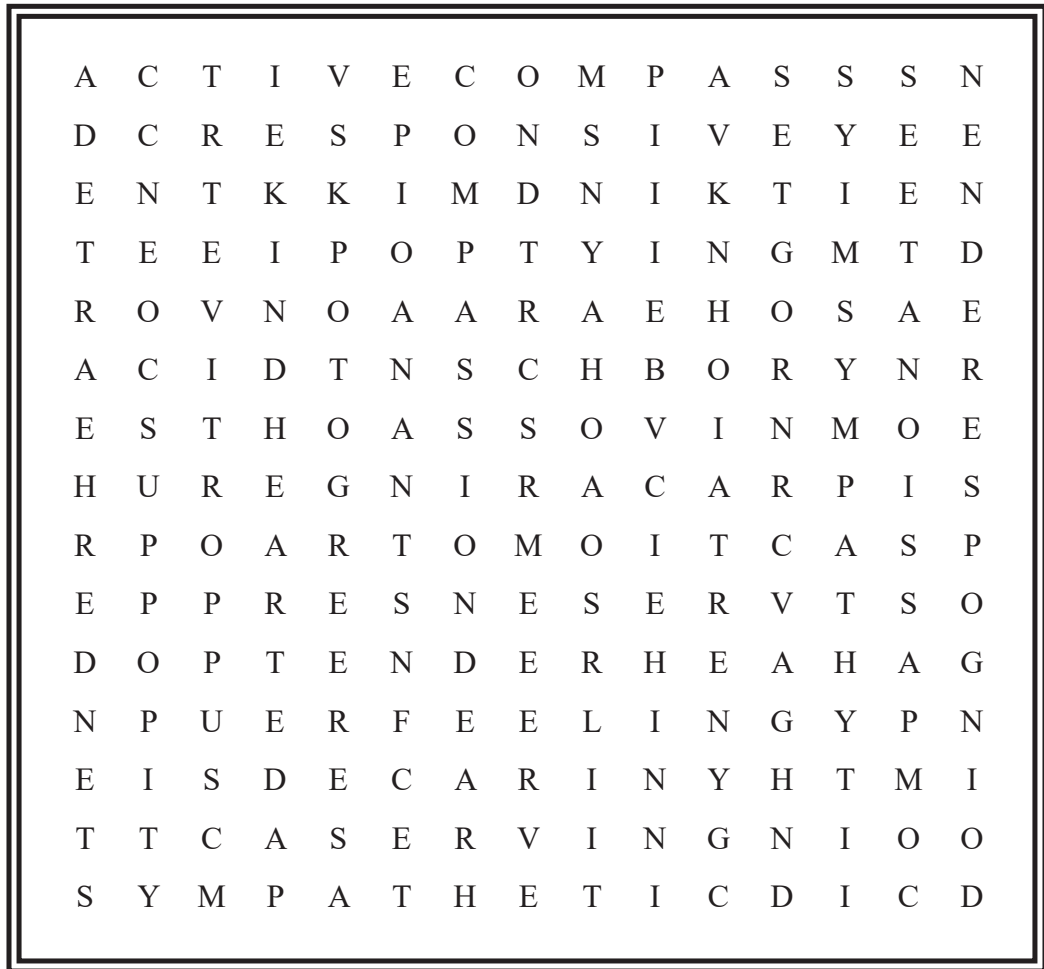 A C T I V E C O M P A S S S N
D C R E S P O N S I V E Y E E
E N T K K I M D N I K T I E N
T E E I P O P T Y I N G M T D
R O V N O A A R A E H O S A E
A C I D T N S C H B O R Y N R
E S T H O A S S O V I N M O E
H U R E G N I R A C A R P I S
R P O A R T O M O I T C A S P
E P P R E S N E S E R V T S O
D O P T E N D E R H E A H A G
N P U E R F E E L I N G Y P N
E I S D E C A R I N Y H T M I
T T C A S E R V I N G N I O O
S Y M P A T H E T I C D I C D